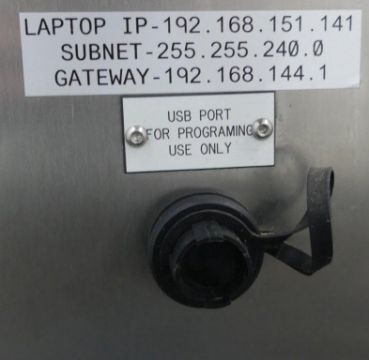 LAPTOP IP-192.168.151.141
SUBNET-255.255.240.0
GATEWAY-192.168.144.1
USB PORT
FOR PROGRAMING
USE ONLY